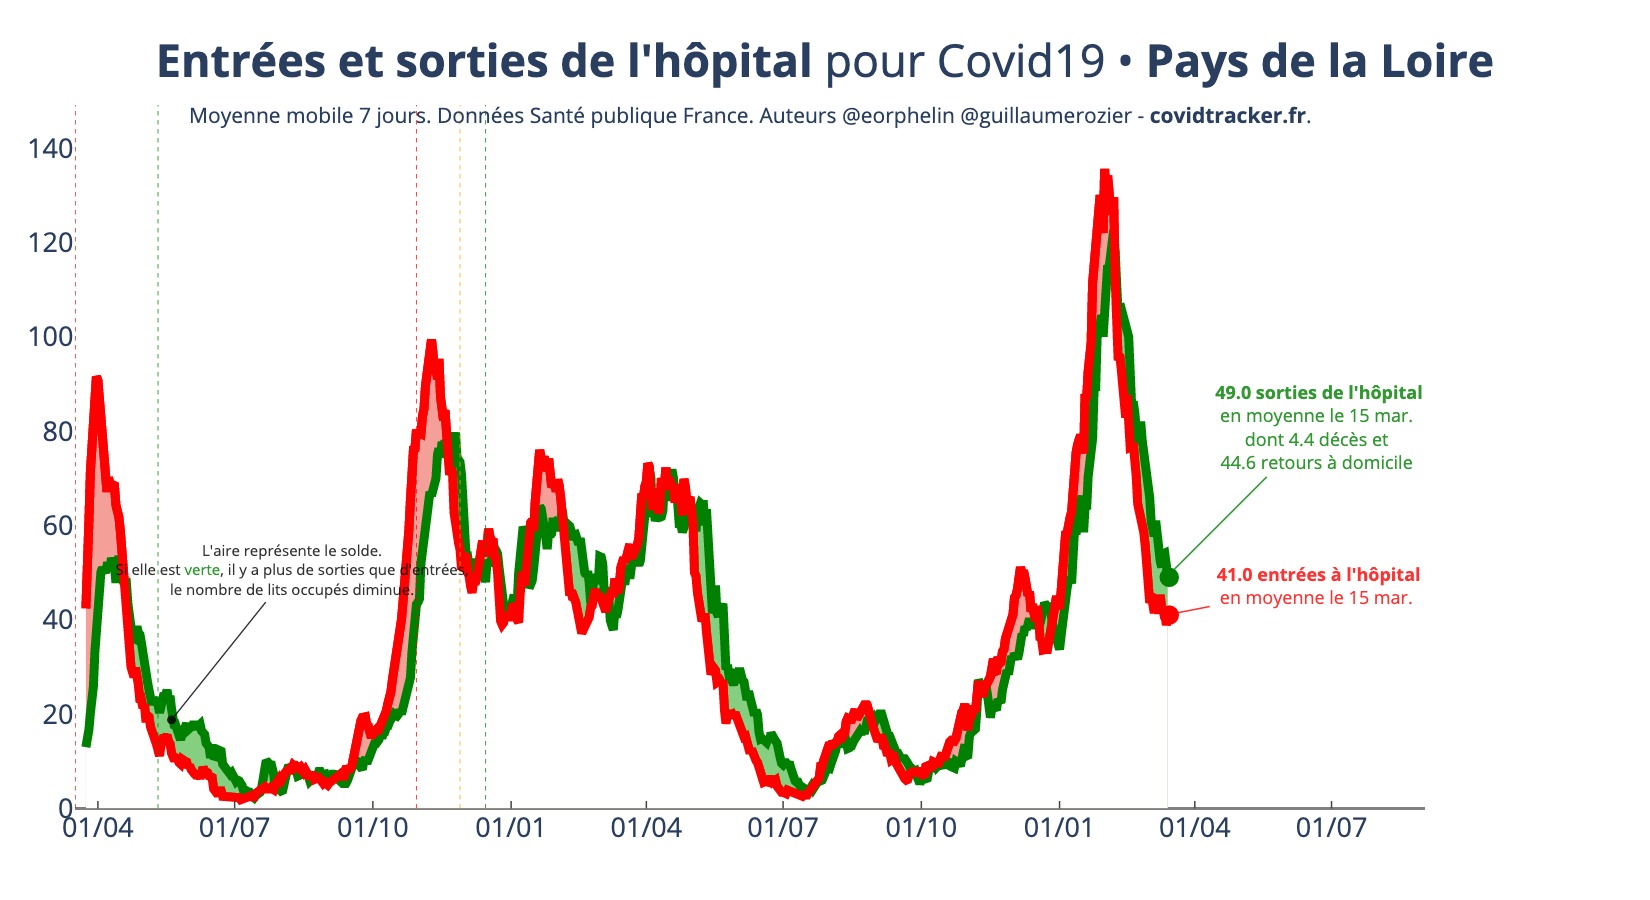 Entrées et sorties de l'hôpital pour Covid19 • Pays de la Loire
Moyenne mobile 7 jours. Données Santé publique France. Auteurs @eorphelin @guillaumerozier - covidtracker.fr.
140
120
100
80
60
40
20
0
49.0 sorties de l'hôpital
en moyenne le 15 mar.
dont 4.4 décès et
44.6 retours à domicile
L'aire représente le solde.
Si elle est verte, il y a plus de sorties que d'entrées,
le nombre de lits occupés diminue.
41.0 entrées à l'hôpital
en moyenne le 15 mar.
01/04 01/07 01/10 01/01 01/04 01/07 01/10 01/01 01/04 01/07